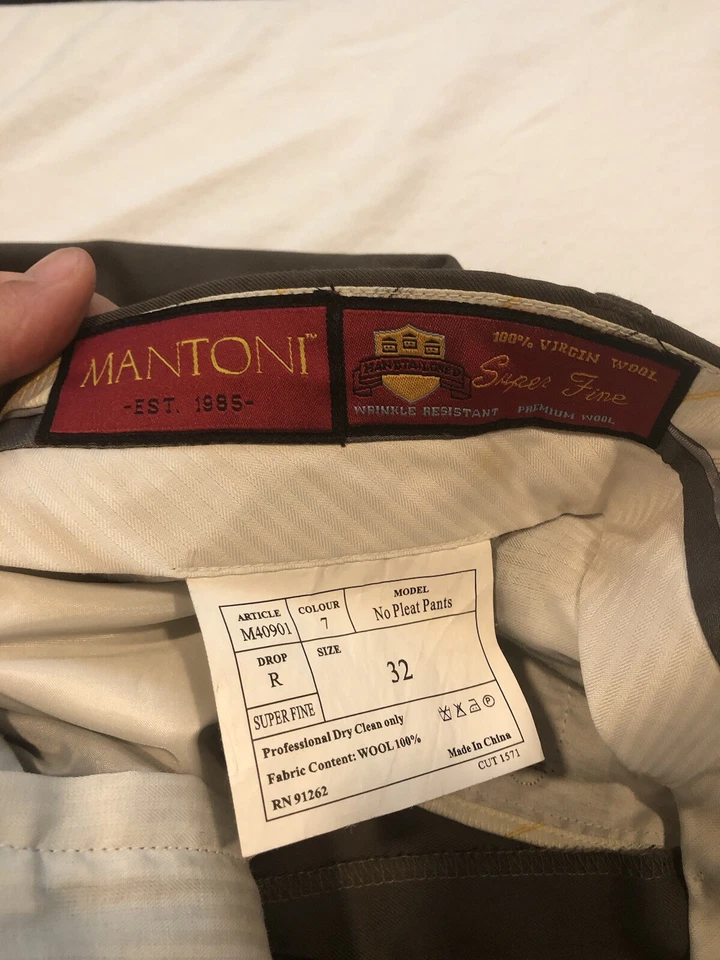 MANTONI™
-EST. 1985-
HANDTAILORED
100% VIRGIN WOOL
Super Fine
WRINKLE RESISTANT PREMIUM WOOL
ARTICLE
M40901
COLOUR
7
MODEL
No Pleat Pants
DROP
R
SIZE
32
SUPER FINE
Professional Dry Clean only
Fabric Content: WOOL 100%
RN 91262
Made In China
CUT 1571